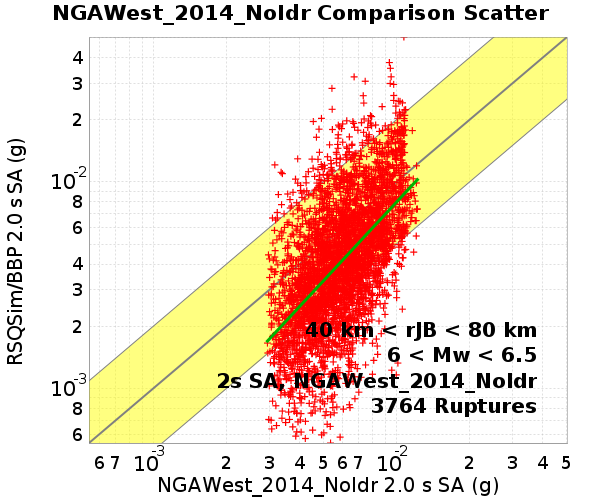 NGAWest_2014_NoIdr Comparison Scatter
RSQSim/BBP 2.0 s SA (g)
4
3
2
10⁻²
8
6
4
3
2
10⁻³
8
6
40 km < rJB < 80 km
6 < Mw < 6.5
2s SA, NGAWest_2014_NoIdr
3764 Ruptures
6 7 10⁻³ 2 3 4 5 6 7 10⁻² 2 3 4 5
NGAWest_2014_NoIdr 2.0 s SA (g)